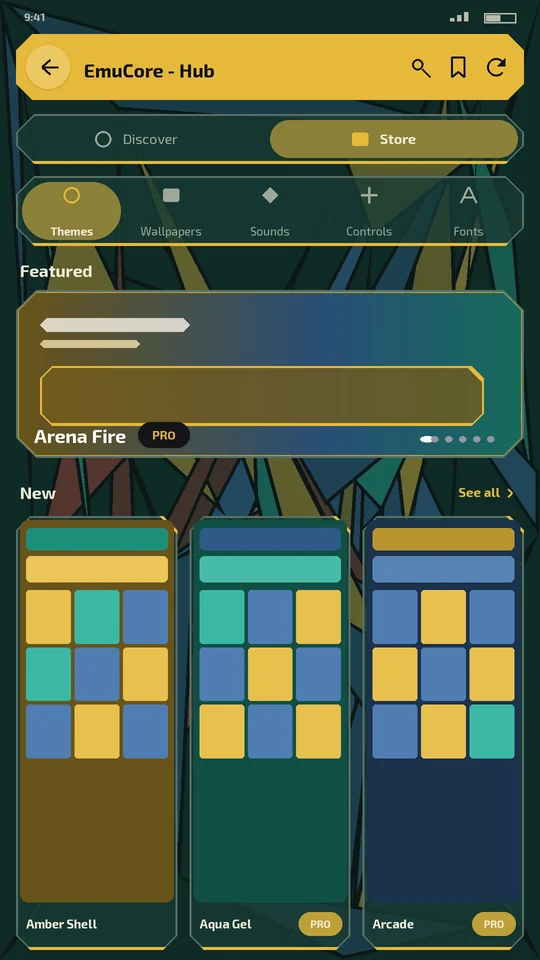 9:41
EmuCore - Hub
Discover
Store
Themes
Wallpapers
Sounds
Controls
Fonts
Featured
Arena Fire
PRO
New
See all
Amber Shell
Aqua Gel
PRO
Arcade
PRO